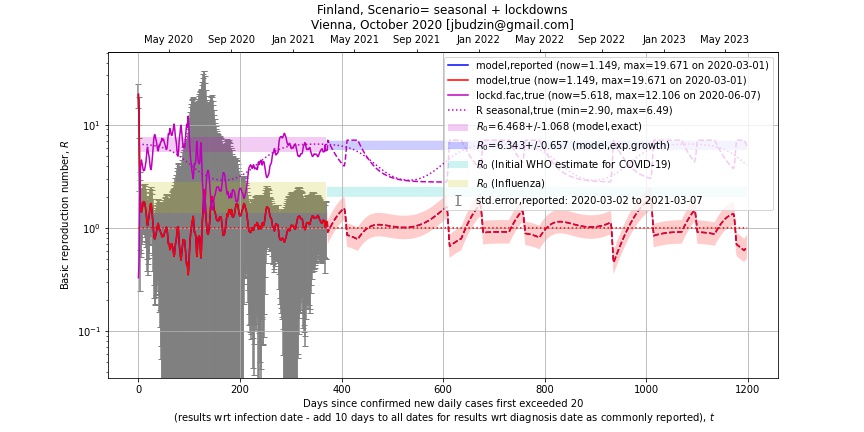 Finland, Scenario= seasonal + lockdowns
Vienna, October 2020 [jbudzin@gmail.com]
May 2020 Sep 2020 Jan 2021 May 2021 Sep 2021 Jan 2022 May 2022 Sep 2022 Jan 2023 May 2023
model,reported (now=1.149, max=19.671 on 2020-03-01)
model,true (now=1.149, max=19.671 on 2020-03-01)
lockd.fac,true (now=5.618, max=12.106 on 2020-06-07)
R seasonal,true (min=2.90, max=6.49)
R₀=6.468+/-1.068 (model,exact)
R₀=6.343+/-0.657 (model,exp.growth)
R₀ (Initial WHO estimate for COVID-19)
R₀ (Influenza)
std.error,reported: 2020-03-02 to 2021-03-07
Basic reproduction number, R
10¹
10⁰
10⁻¹
0 200 400 600 800 1000 1200
Days since confirmed new daily cases first exceeded 20
(results wrt infection date - add 10 days to all dates for results wrt diagnosis date as commonly reported), t